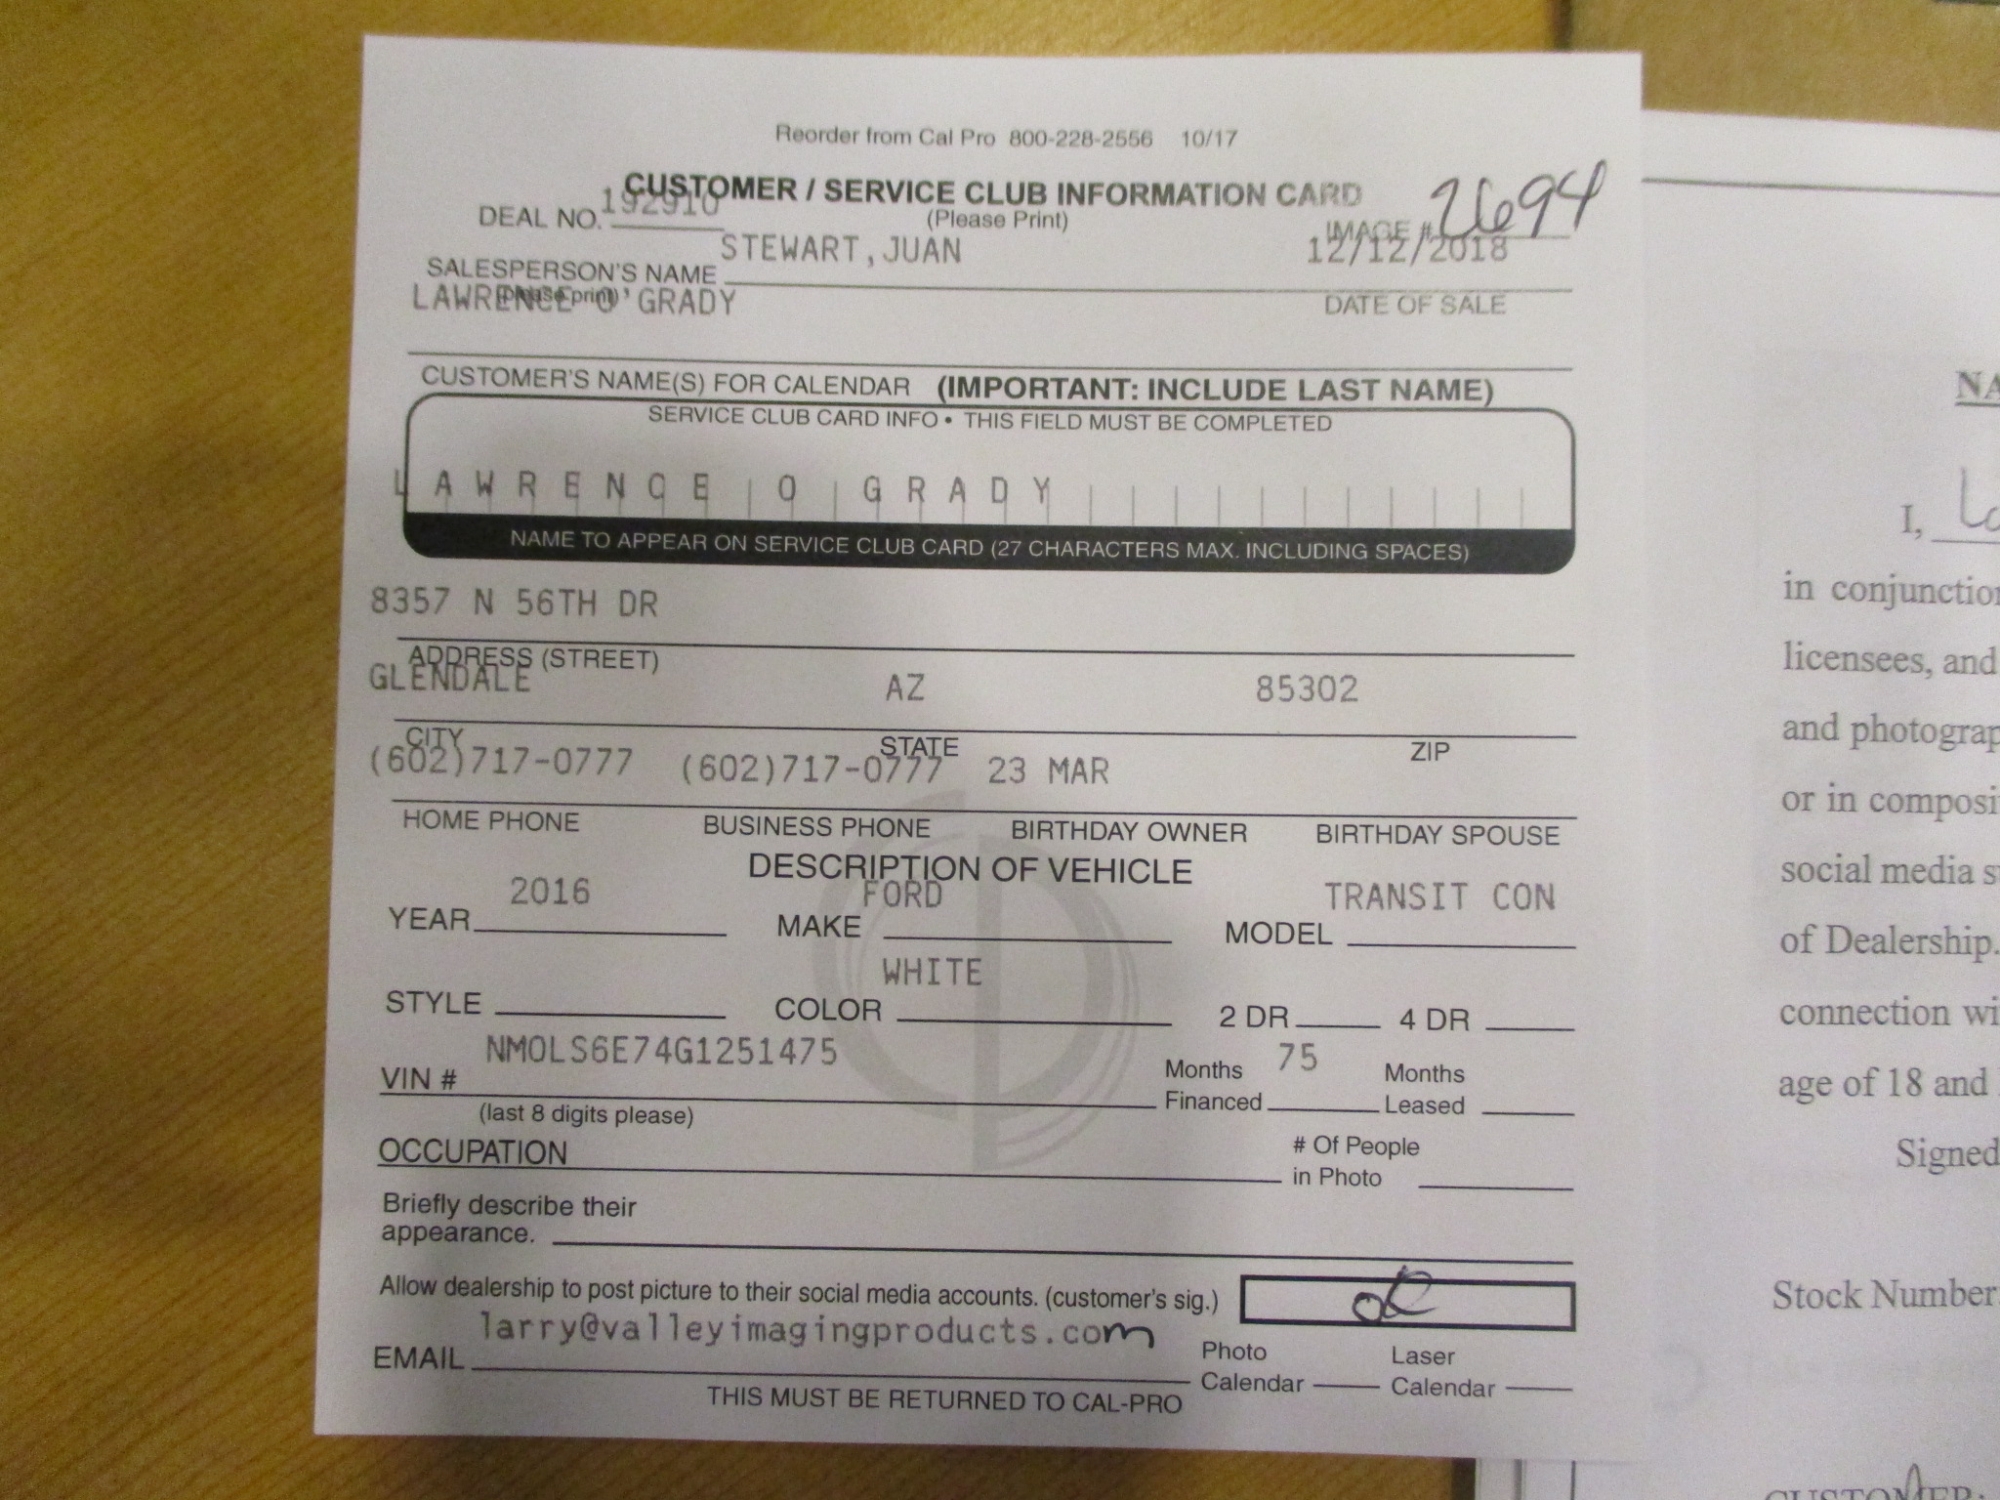 Reorder from Cal Pro 800-228-2556 10/17
CUSTOMER / SERVICE CLUB INFORMATION CARD
(Please Print)
DEAL NO. 192910
IMAGE # 2694
STEWART,JUAN
12/12/2018
SALESPERSON'S NAME
(please print)
DATE OF SALE
LAWRENCE O'GRADY
CUSTOMER'S NAME(S) FOR CALENDAR (IMPORTANT: INCLUDE LAST NAME)
SERVICE CLUB CARD INFO • THIS FIELD MUST BE COMPLETED
LAWRENCE O GRADY
NAME TO APPEAR ON SERVICE CLUB CARD (27 CHARACTERS MAX. INCLUDING SPACES)
8357 N 56TH DR
ADDRESS (STREET)
GLENDALE AZ 85302
CITY STATE ZIP
(602)717-0777 (602)717-0777 23 MAR
HOME PHONE BUSINESS PHONE BIRTHDAY OWNER BIRTHDAY SPOUSE
DESCRIPTION OF VEHICLE
YEAR 2016 MAKE FORD MODEL TRANSIT CON
STYLE COLOR WHITE 2 DR 4 DR
VIN # NMOLS6E74G1251475
(last 8 digits please)
Months Financed 75 Months Leased
OCCUPATION
# Of People
in Photo
Briefly describe their
appearance.
Allow dealership to post picture to their social media accounts. (customer's sig.)
larry@valleyimagingproducts.com
EMAIL
Photo Calendar Laser Calendar
THIS MUST BE RETURNED TO CAL-PRO
NA
I,
in conjunction
licensees, and
and photograp
or in composi
social media s
of Dealership.
connection wi
age of 18 and
Signed
Stock Number
CUSTOMER: